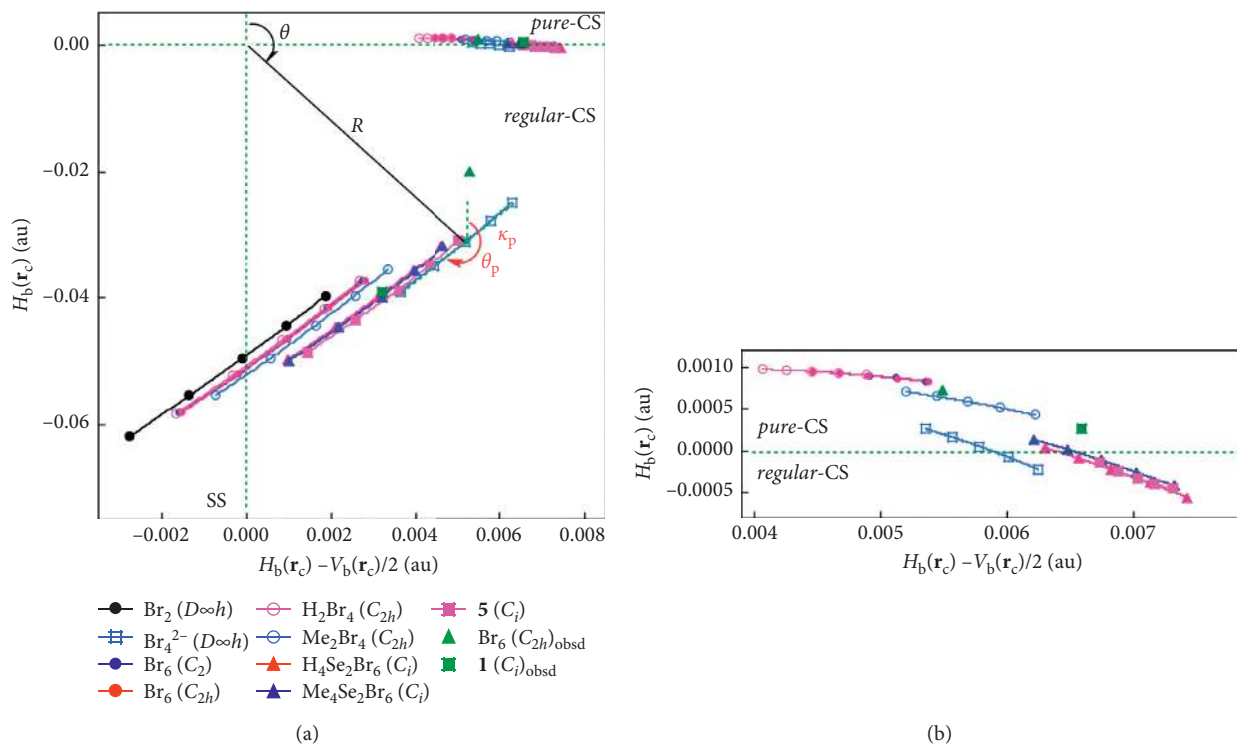 pure-CS
0.00
θ
R
regular-CS
−0.02
κp
θp
−0.04
−0.06
SS
Hb(rc) (au)
−0.002 0.000 0.002 0.004 0.006 0.008
Hb(rc) −Vb(rc)/2 (au)
Br2 (D∞h)
Br4 2− (D∞h)
Br6 (C2)
Br6 (C2h)
H2Br4 (C2h)
Me2Br4 (C2h)
H4Se2Br6 (Ci)
Me4Se2Br6 (Ci)
5 (Ci)
Br6 (C2h)obsd
1 (Ci)obsd
(a)
0.0010
0.0005
pure-CS
0.0000
regular-CS
−0.0005
Hb(rc) (au)
0.004 0.005 0.006 0.007
Hb(rc) −Vb(rc)/2 (au)
(b)